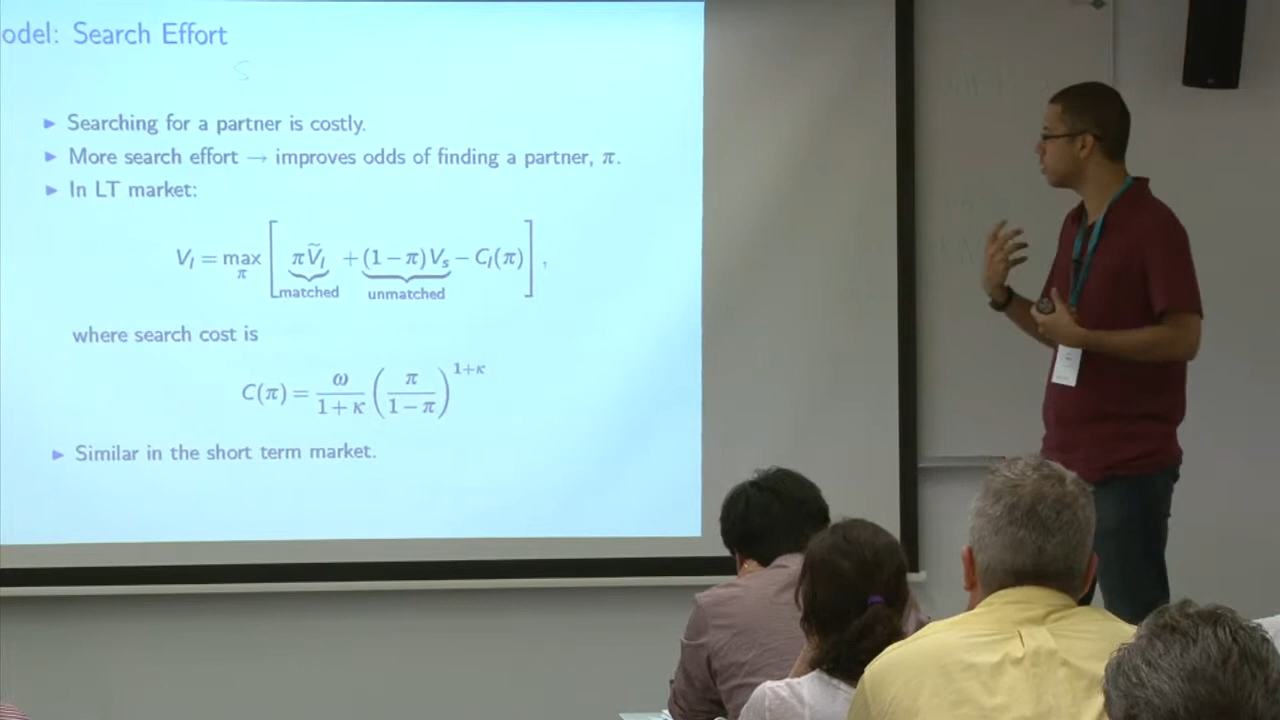 odel: Search Effort
S
▶ Searching for a partner is costly.
▶ More search effort → improves odds of finding a partner, π.
▶ In LT market:
V_l = max_π [ πṼ_l + (1 − π)V_s − C_l(π) ] ,
matched unmatched
where search cost is
C(π) = ω/(1+κ) (π/(1−π))^{1+κ}
▶ Similar in the short term market.